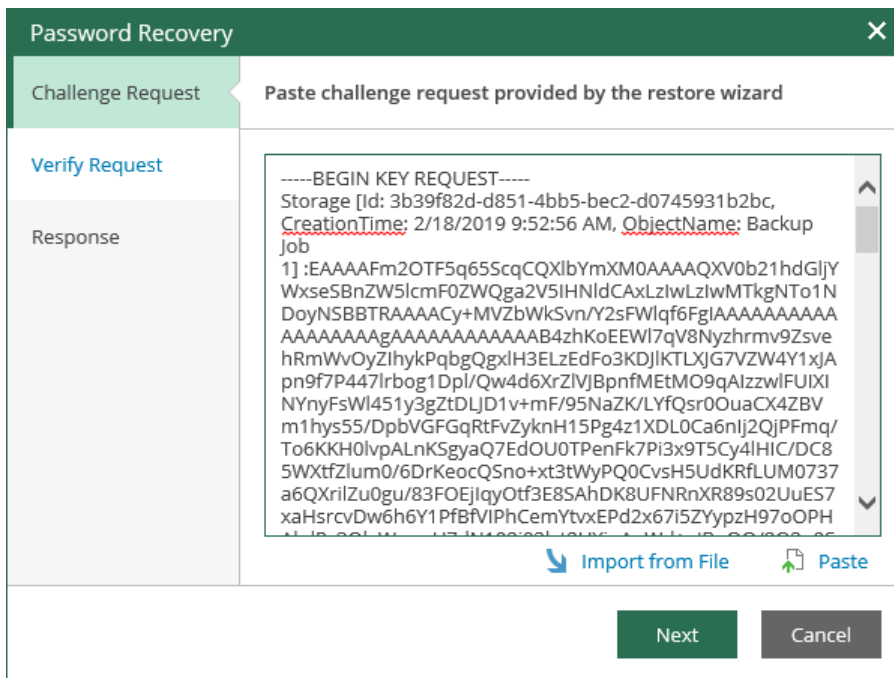 Password Recovery
Challenge Request
Verify Request
Response
Paste challenge request provided by the restore wizard
-----BEGIN KEY REQUEST-----
Storage [Id: 3b39f82d-d851-4bb5-bec2-d0745931b2bc,
CreationTime: 2/18/2019 9:52:56 AM, ObjectName: Backup
Job
1] :EAAAAFm2OTF5q65ScqCQXlbYmXM0AAAAQXV0b21hdGljY
WxseSBnZW5lcmF0ZWQga2V5IHNldCAxLzIwLzIwMTkgNTo1N
DoyNSBBTRAAAACy+MVZbWkSvn/Y2sFWlqf6FgIAAAAAAAAAA
AAAAAAAAgAAAAAAAAAAAAB4zhKoEEWl7qV8Nyzhrmv9Zsve
hRmWvOyZIhykPqbgQgxlH3ELzEdFo3KDJlKTLXJG7VZW4Y1xJA
pn9f7P447lrbog1Dpl/Qw4d6XrZlVJBpnfMEtMO9qAIzzwlFUIXI
NYnyFsWl451y3gZtDLJD1v+mF/95NaZK/LYfQsr0OuaCX4ZBV
m1hys55/DpbVGFGqRtFvZyknH15Pg4z1XDL0Ca6nIj2QjPFmq/
To6KKH0lvpALnKSgyaQ7EdOU0TPenFk7Pi3x9T5Cy4lHIC/DC8
5WXtfZlum0/6DrKeocQSno+xt3tWyPQ0CvsH5UdKRfLUM0737
a6QXrilZu0gu/83FOEjIqyOtf3E8SAhDK8UFNRnXR89s02UuES7
xaHsrcvDw6h6Y1PfBfVIPhCemYtvxEPd2x67i5ZYypzH97oOPH
Import from File
Paste
Next
Cancel